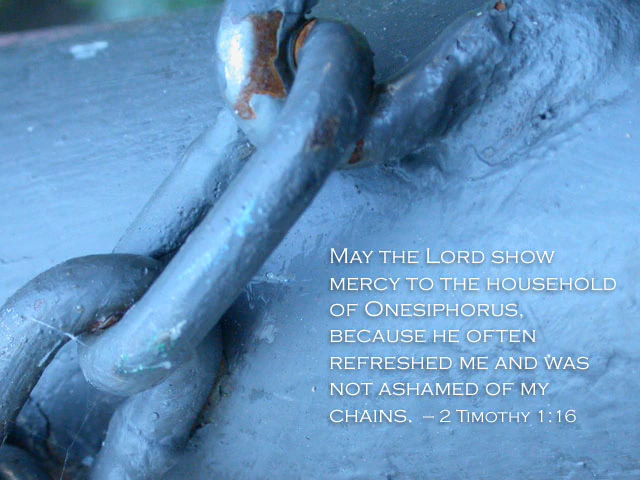 May the Lord show
mercy to the household
of Onesiphorus,
because he often
refreshed me and was
not ashamed of my
chains. – 2 Timothy 1:16